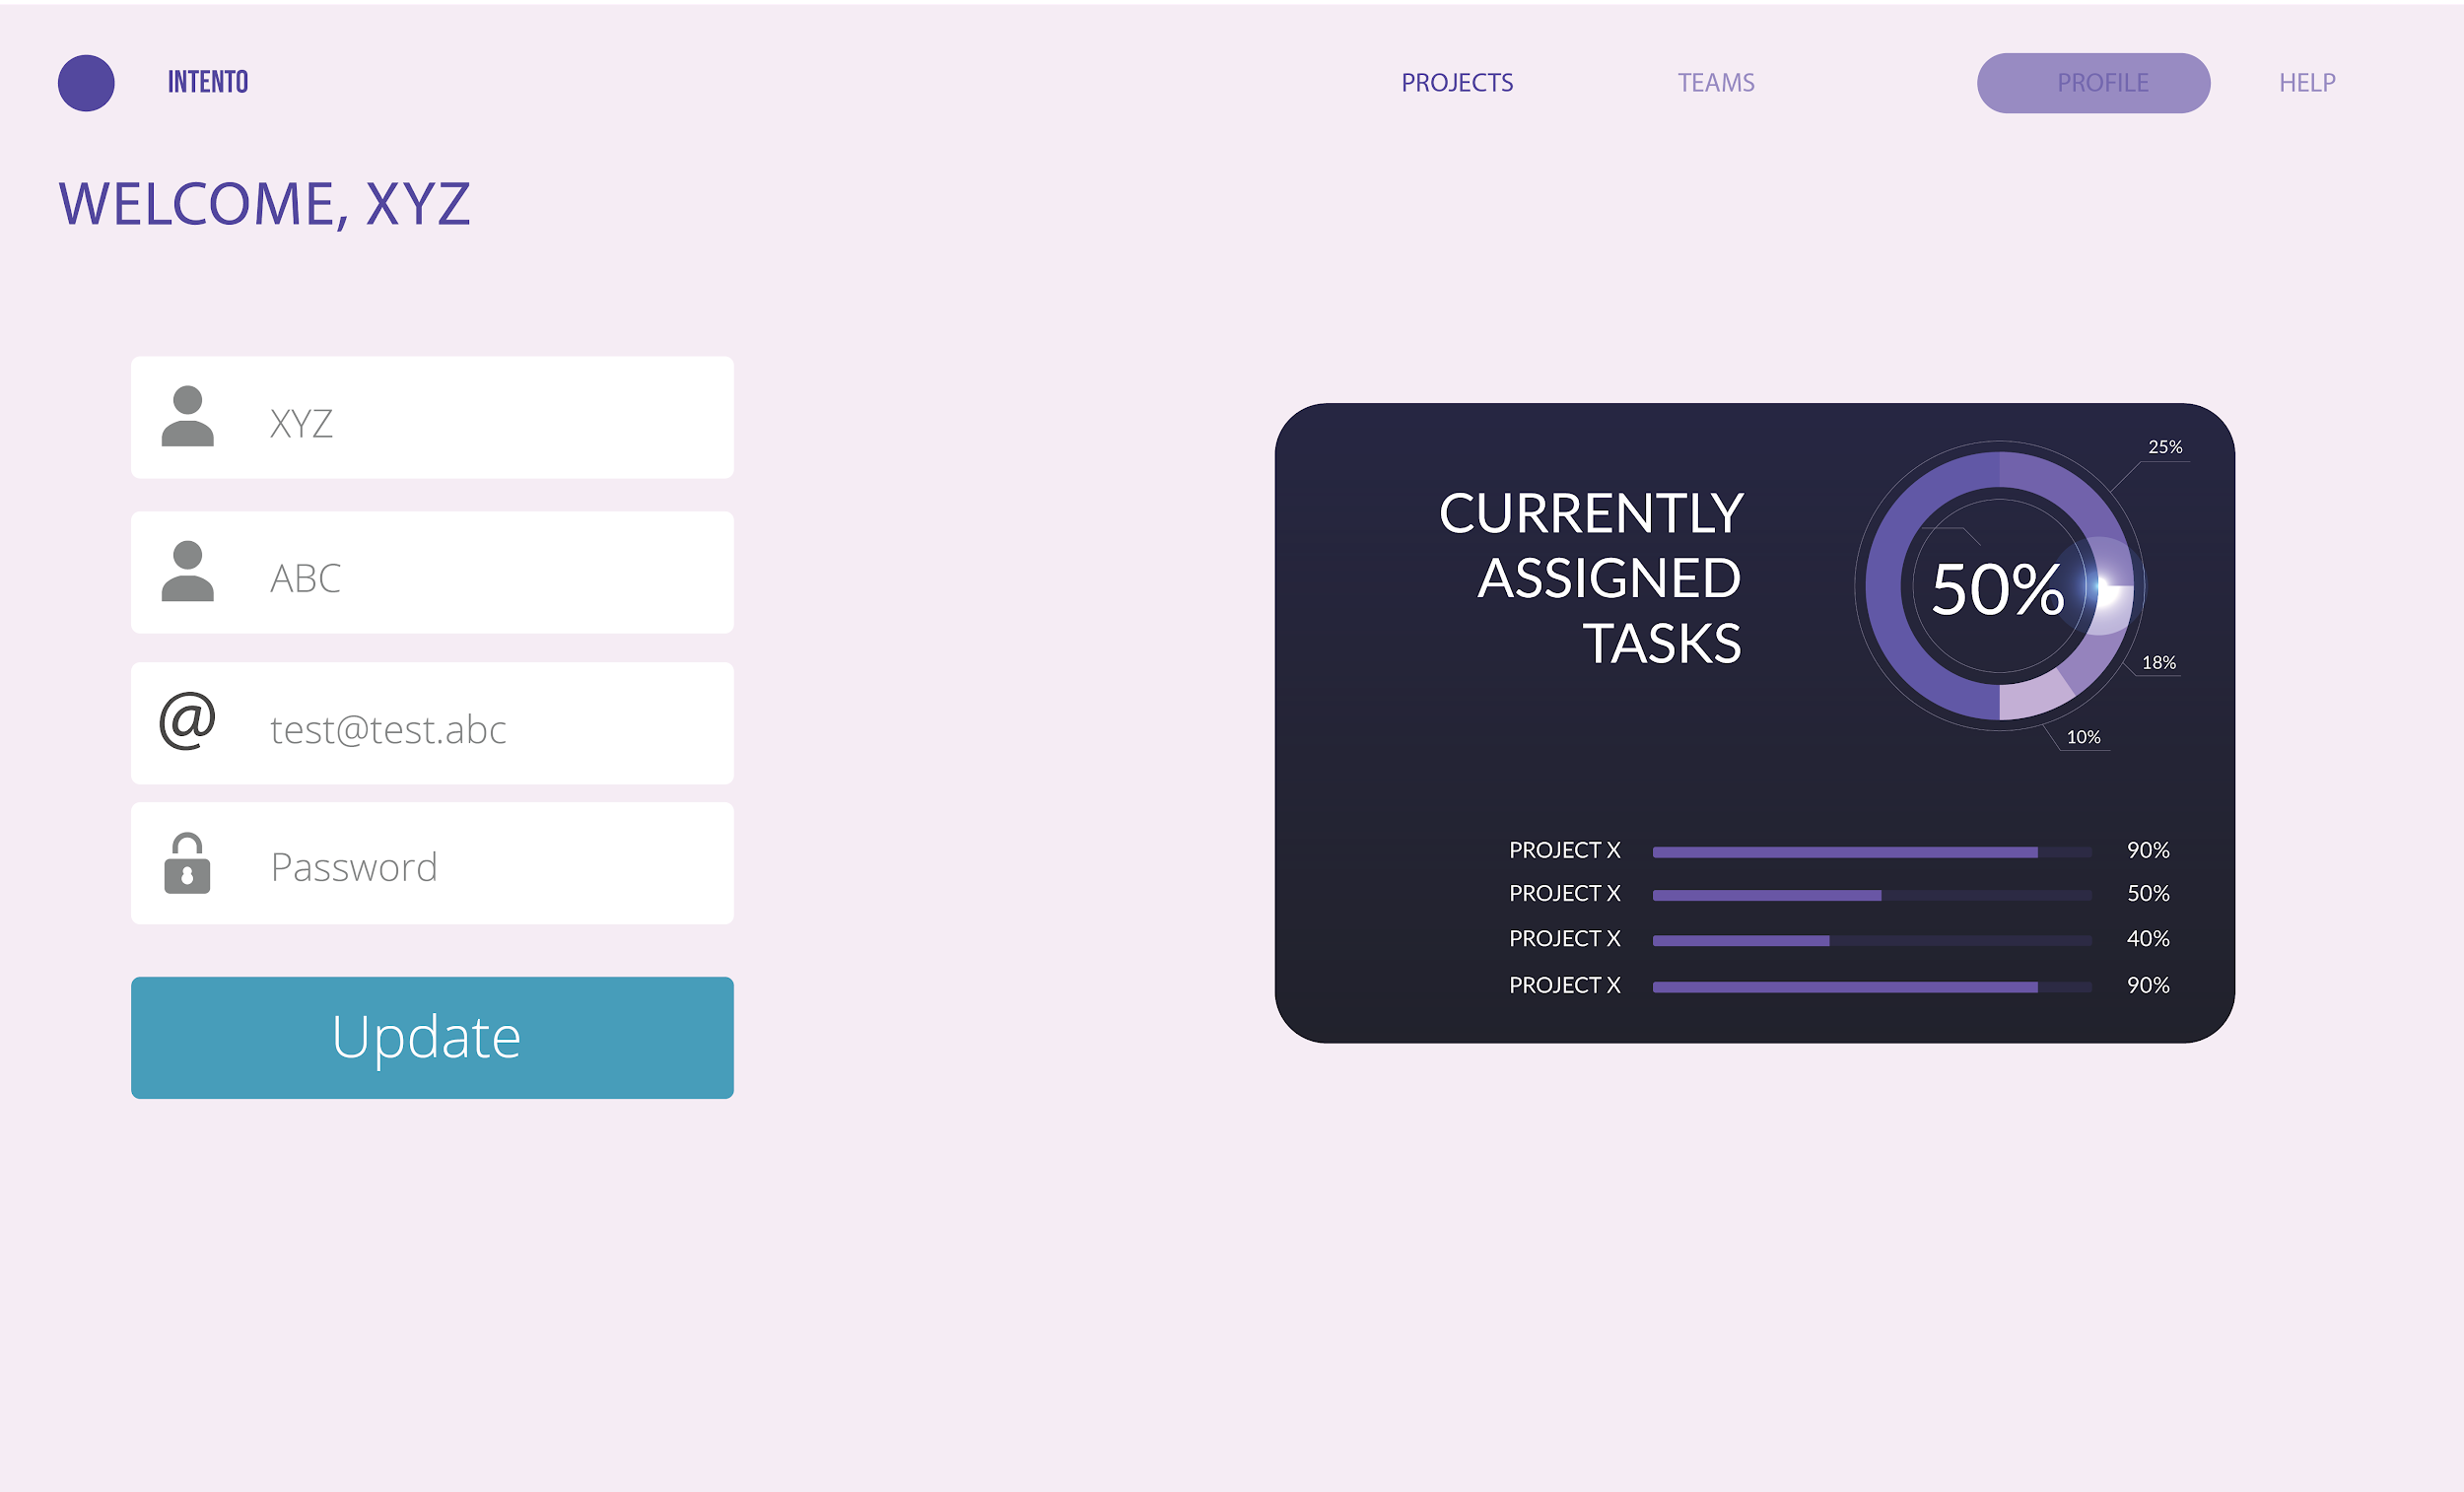 INTENTO
PROJECTS
TEAMS
PROFILE
HELP
WELCOME, XYZ
XYZ
ABC
@
test@test.abc
Password
Update
CURRENTLY
ASSIGNED
TASKS
25%
50%
18%
10%
PROJECT X 90%
PROJECT X 50%
PROJECT X 40%
PROJECT X 90%